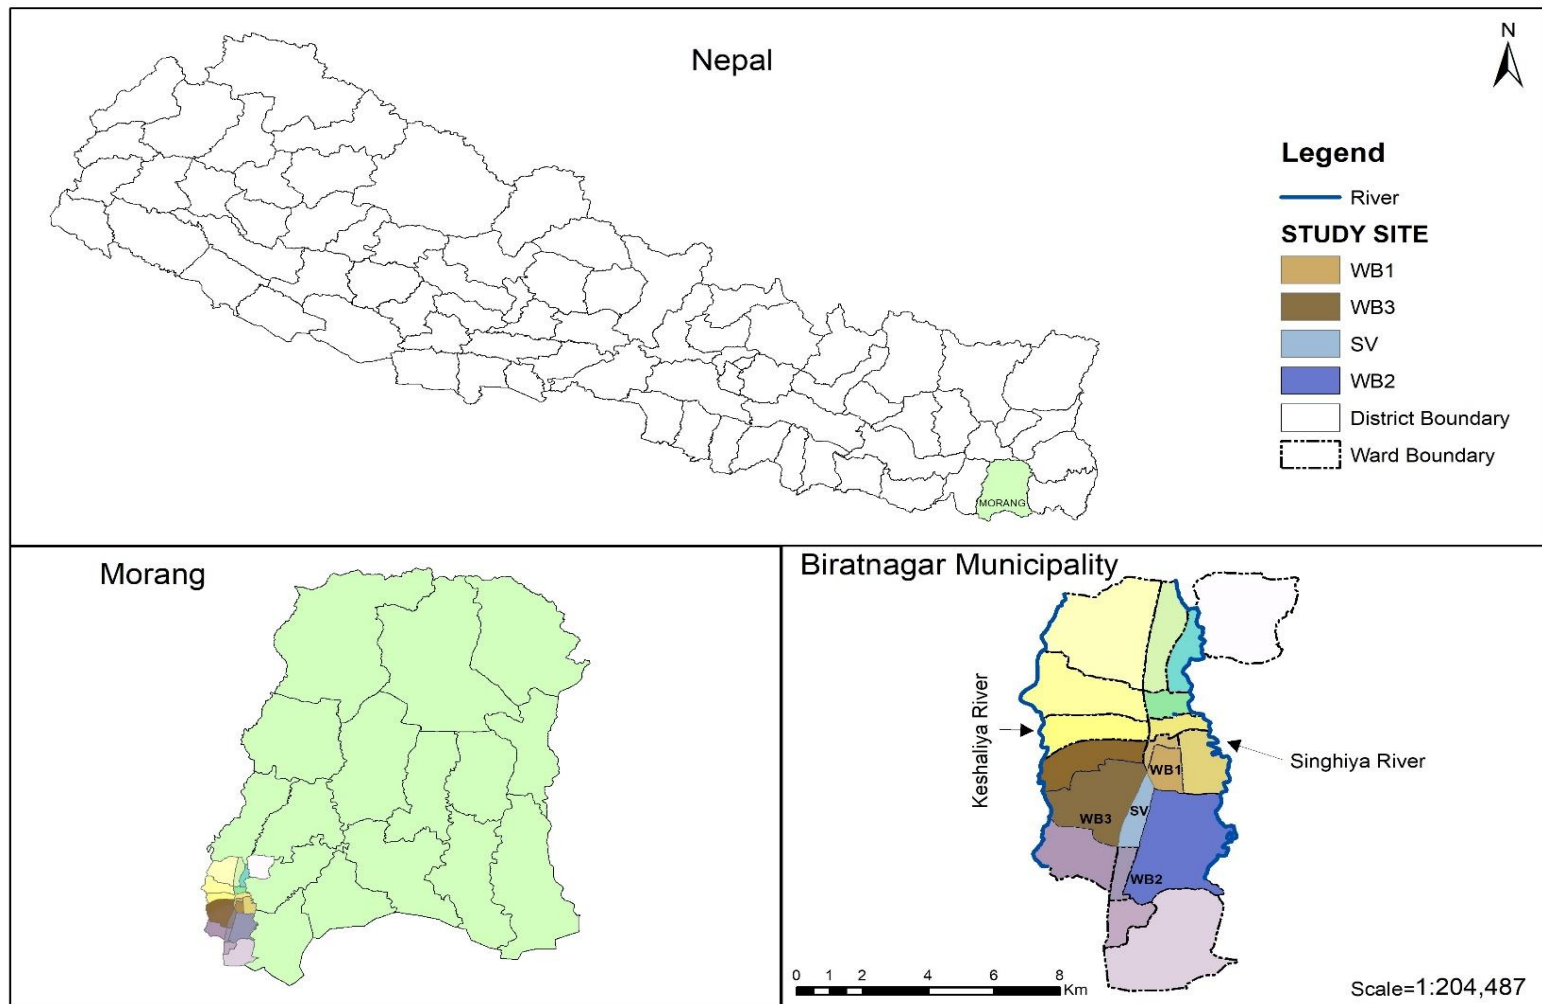 Nepal
N
Legend
River
STUDY SITE
WB1
WB3
SV
WB2
District Boundary
Ward Boundary
MORANG
Morang
Biratnagar Municipality
Keshaliya River
Singhiya River
WB1
SV
WB3
WB2
0 1 2 4 6 8
Km
Scale=1:204,487